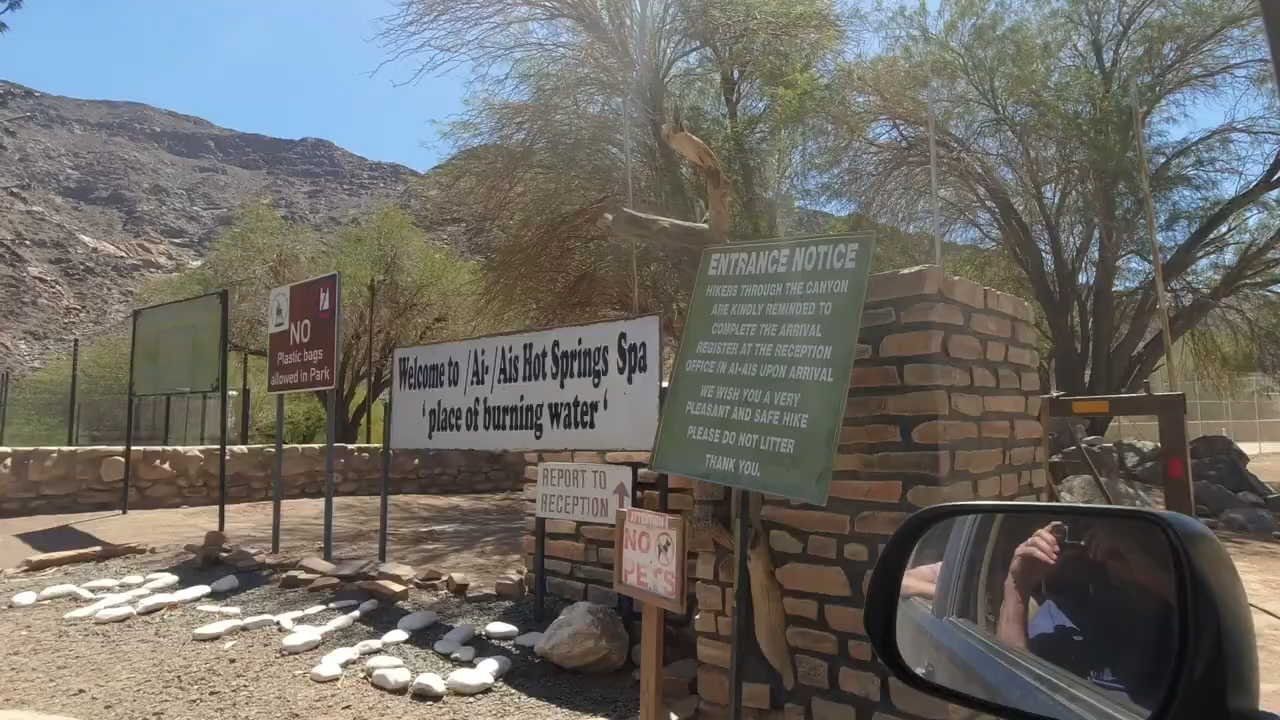 NO
Plastic bags
allowed in Park
Welcome to /Ai- /Ais Hot Springs Spa
' place of burning water '
ENTRANCE NOTICE
HIKERS THROUGH THE CANYON
ARE KINDLY REMINDED TO
COMPLETE THE ARRIVAL
REGISTER AT THE RECEPTION
OFFICE IN AI-AIS UPON ARRIVAL
WE WISH YOU A VERY
PLEASANT AND SAFE HIKE
PLEASE DO NOT LITTER
THANK YOU.
REPORT TO
RECEPTION
ATTENTION
NO
PETS